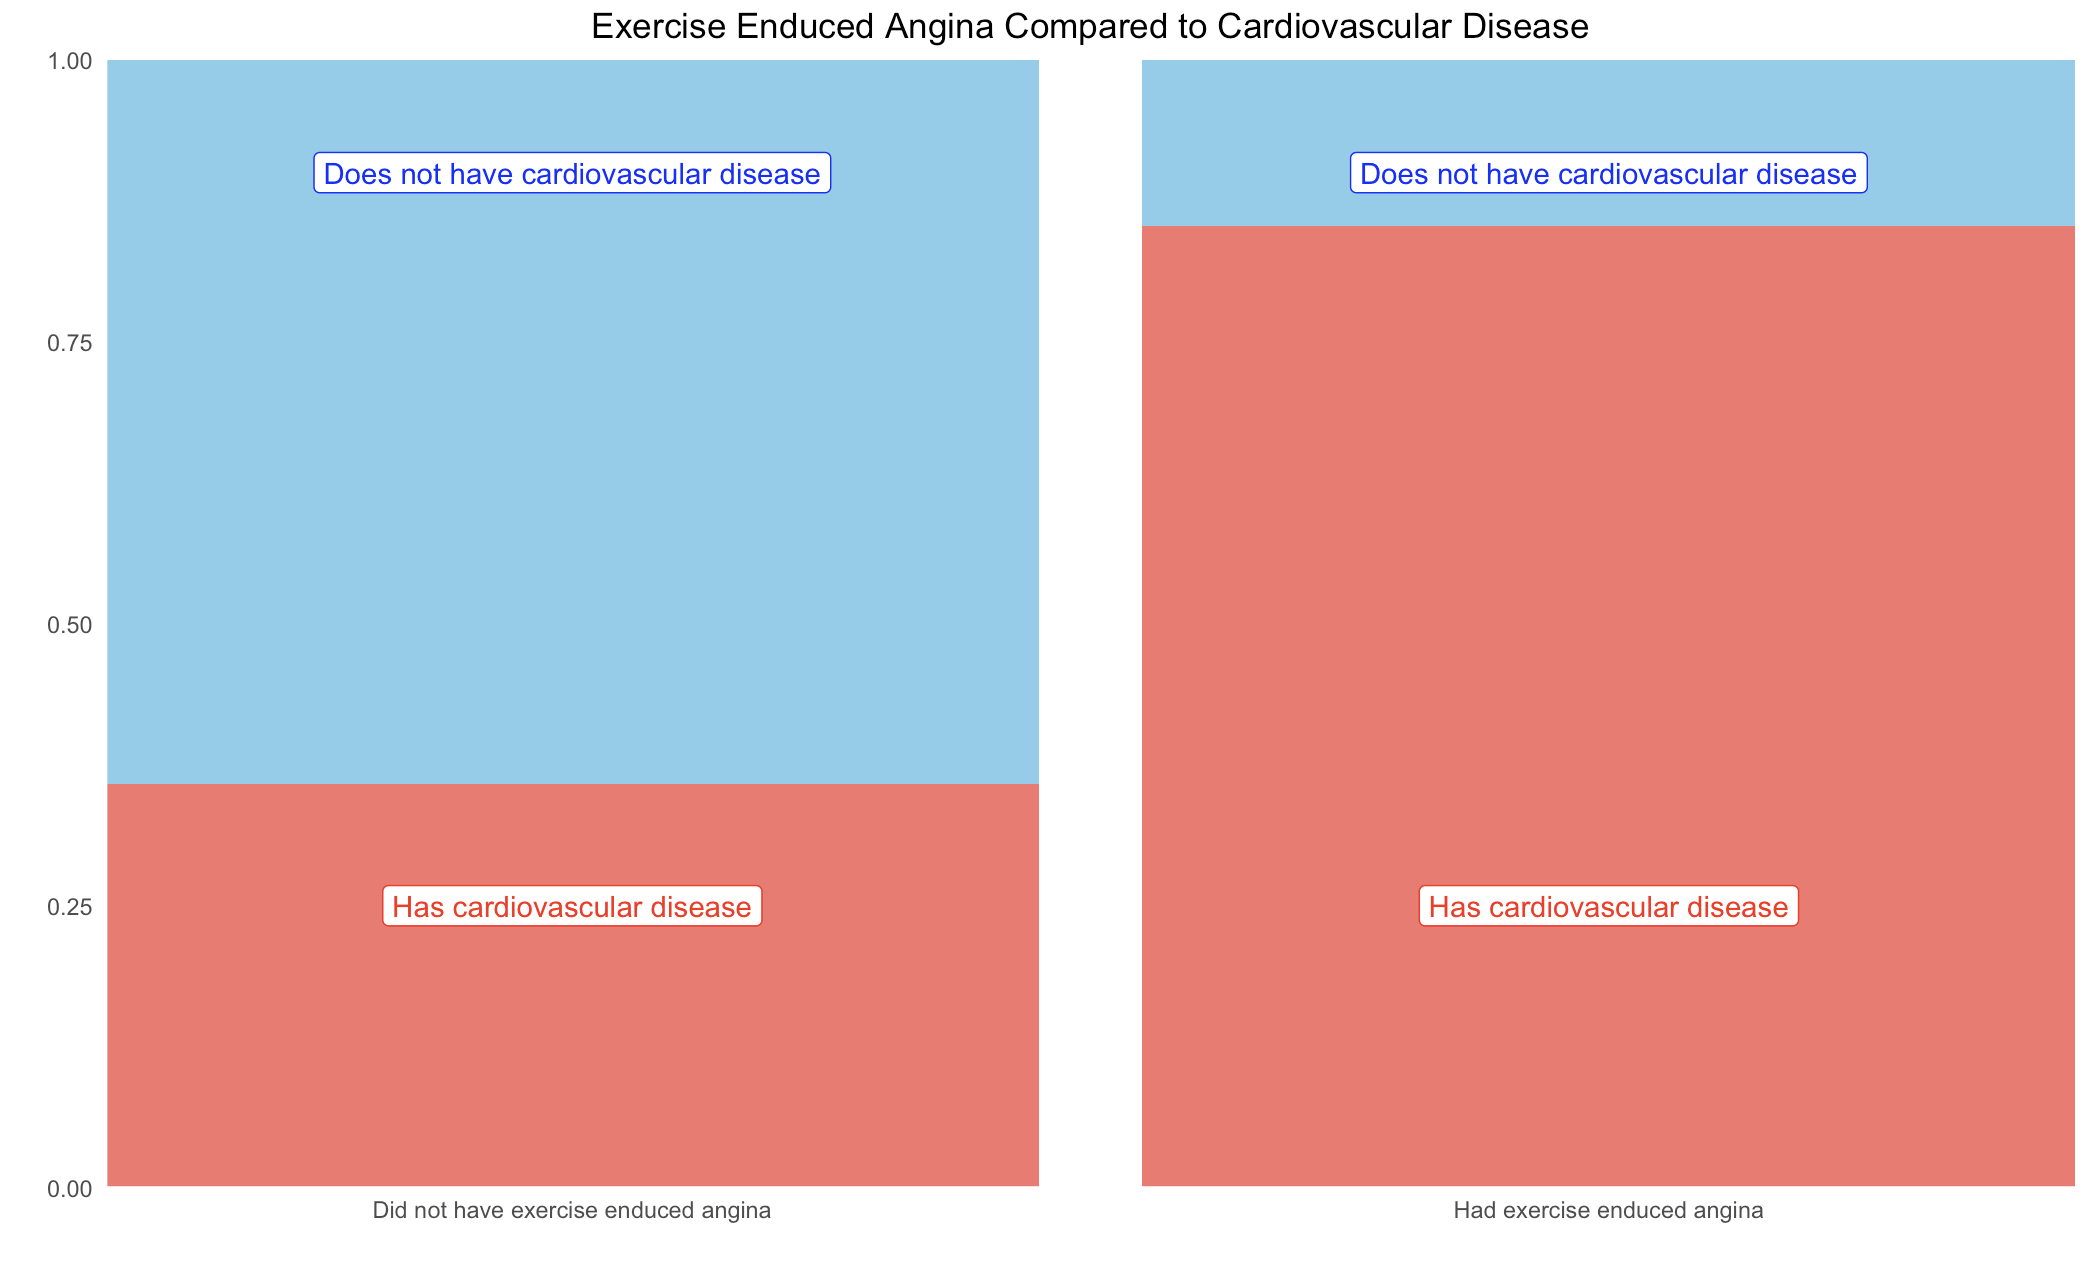 Exercise Enduced Angina Compared to Cardiovascular Disease
1.00
Does not have cardiovascular disease
Does not have cardiovascular disease
0.75
0.50
0.25
Has cardiovascular disease
Has cardiovascular disease
0.00
Did not have exercise enduced angina
Had exercise enduced angina